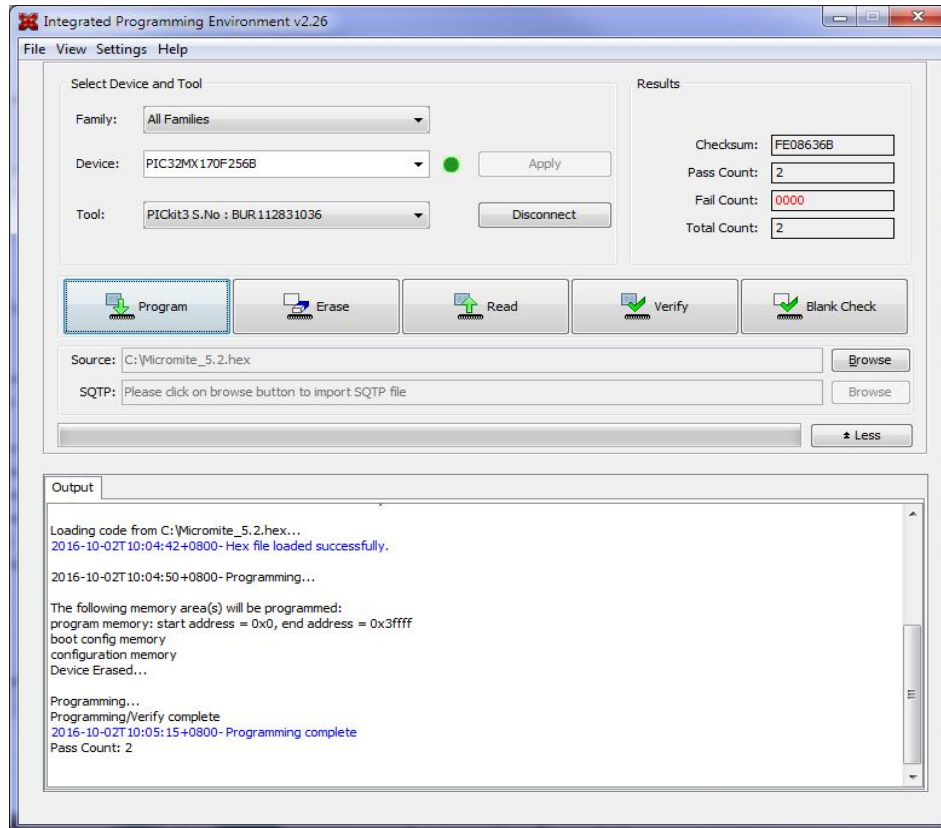 Integrated Programming Environment v2.26
File View Settings Help
Select Device and Tool
Family: All Families
Device: PIC32MX170F256B
Apply
Tool: PICkit3 S.No : BUR112831036
Disconnect
Results
Checksum: FE08636B
Pass Count: 2
Fail Count: 0000
Total Count: 2
Program
Erase
Read
Verify
Blank Check
Source: C:\Micromite_5.2.hex
Browse
SQTP: Please click on browse button to import SQTP file
Browse
Less
Output
Loading code from C:\Micromite_5.2.hex...
2016-10-02T10:04:42+0800- Hex file loaded successfully.
2016-10-02T10:04:50+0800- Programming...
The following memory area(s) will be programmed:
program memory: start address = 0x0, end address = 0x3ffff
boot config memory
configuration memory
Device Erased...
Programming...
Programming/Verify complete
2016-10-02T10:05:15+0800- Programming complete
Pass Count: 2